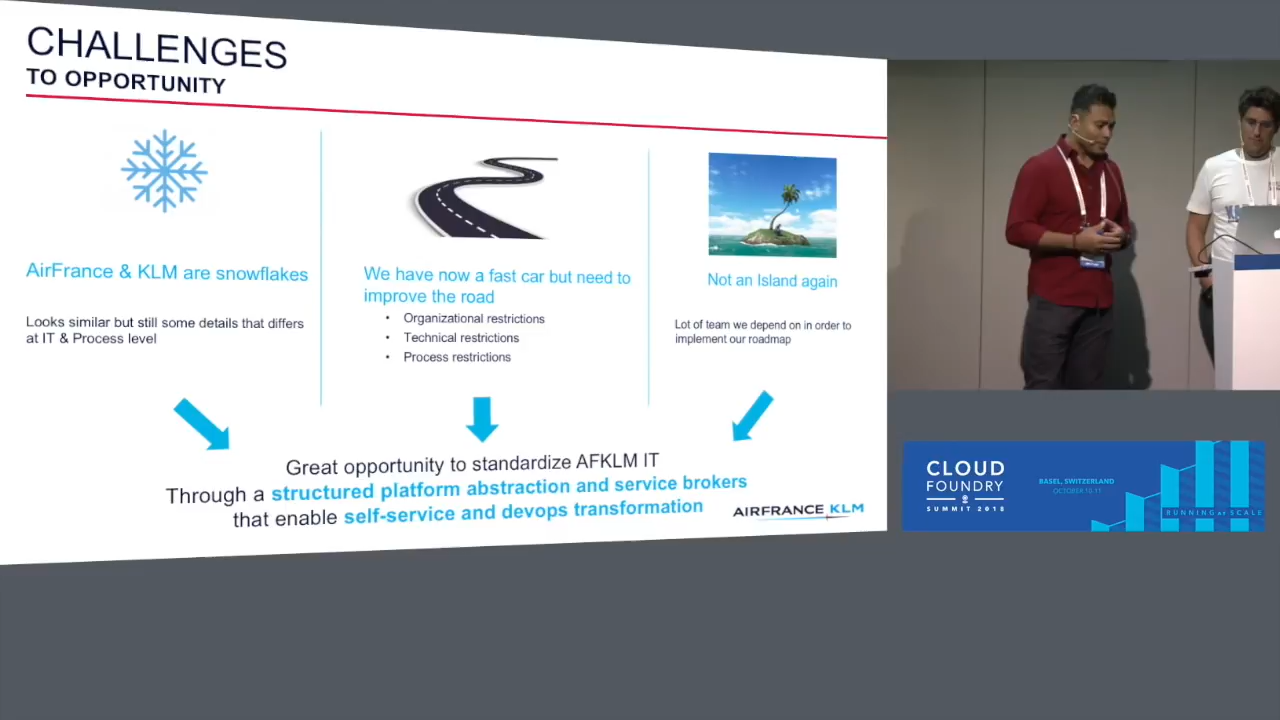 CHALLENGES
TO OPPORTUNITY
AirFrance & KLM are snowflakes
Looks similar but still some details that differs
at IT & Process level
We have now a fast car but need to
improve the road
• Organizational restrictions
• Technical restrictions
• Process restrictions
Not an Island again
Lot of team we depend on in order to
implement our roadmap
Great opportunity to standardize AFKLM IT
Through a structured platform abstraction and service brokers
that enable self-service and devops transformation
AIRFRANCE KLM
CLOUD
FOUNDRY
SUMMIT 2018
BASEL, SWITZERLAND
OCTOBER 10-11
RUNNING AT SCALE